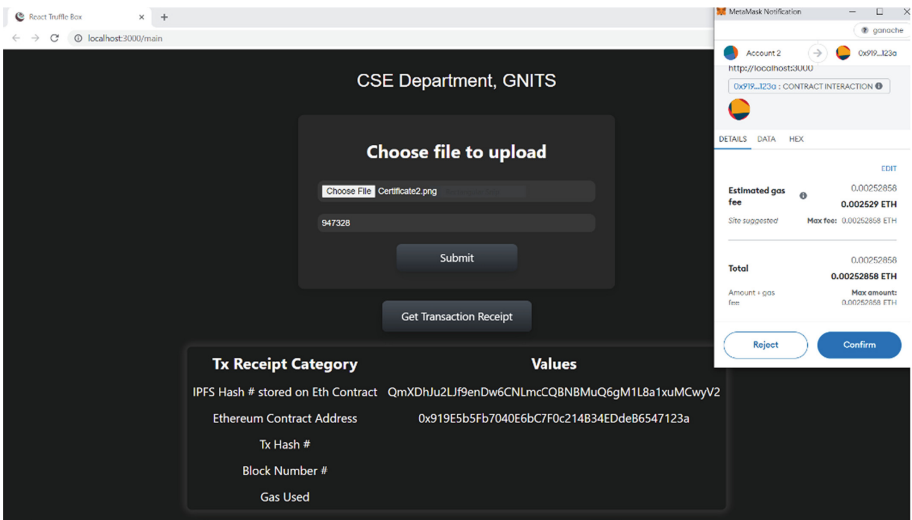 React Truffle Box
localhost:3000/main
CSE Department, GNITS
Choose file to upload
Choose File Certificate2.png
947328
Submit
Get Transaction Receipt
Tx Receipt Category Values
IPFS Hash # stored on Eth Contract QmXDhJu2LJf9enDw6CNLmcCQBNBMuQ6gM1L8a1xuMCwyV2
Ethereum Contract Address 0x919E5b5Fb7040E6bC7F0c214B34EDdeB6547123a
Tx Hash #
Block Number #
Gas Used
MetaMask Notification
ganache
Account 2 0x919...123a
http://localhost:3000
0x919...123a : CONTRACT INTERACTION
DETAILS DATA HEX
EDIT
Estimated gas fee 0.00252858
0.002529 ETH
Site suggested Max fee: 0.00252858 ETH
Total 0.00252858
0.00252858 ETH
Amount + gas fee Max amount:
0.00252858 ETH
Reject Confirm